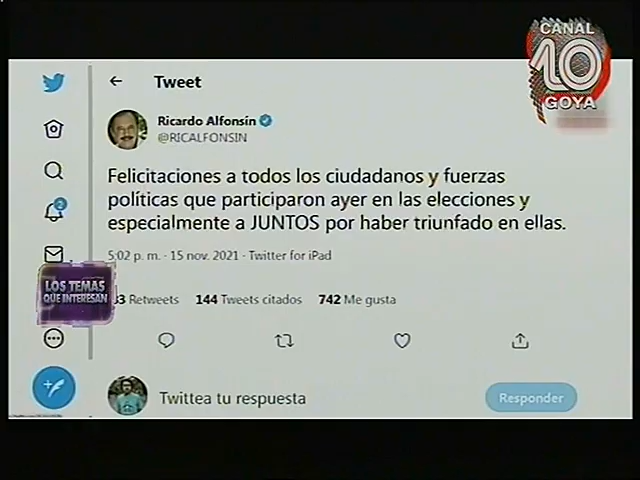 CANAL
10
GOYA
Tweet
Ricardo Alfonsín
@RICALFONSIN
Felicitaciones a todos los ciudadanos y fuerzas
políticas que participaron ayer en las elecciones y
especialmente a JUNTOS por haber triunfado en ellas.
5:02 p. m. · 15 nov. 2021 · Twitter for iPad
2
LOS TEMAS
QUE INTERESAN
Retweets 144 Tweets citados 742 Me gusta
Twittea tu respuesta
Responder